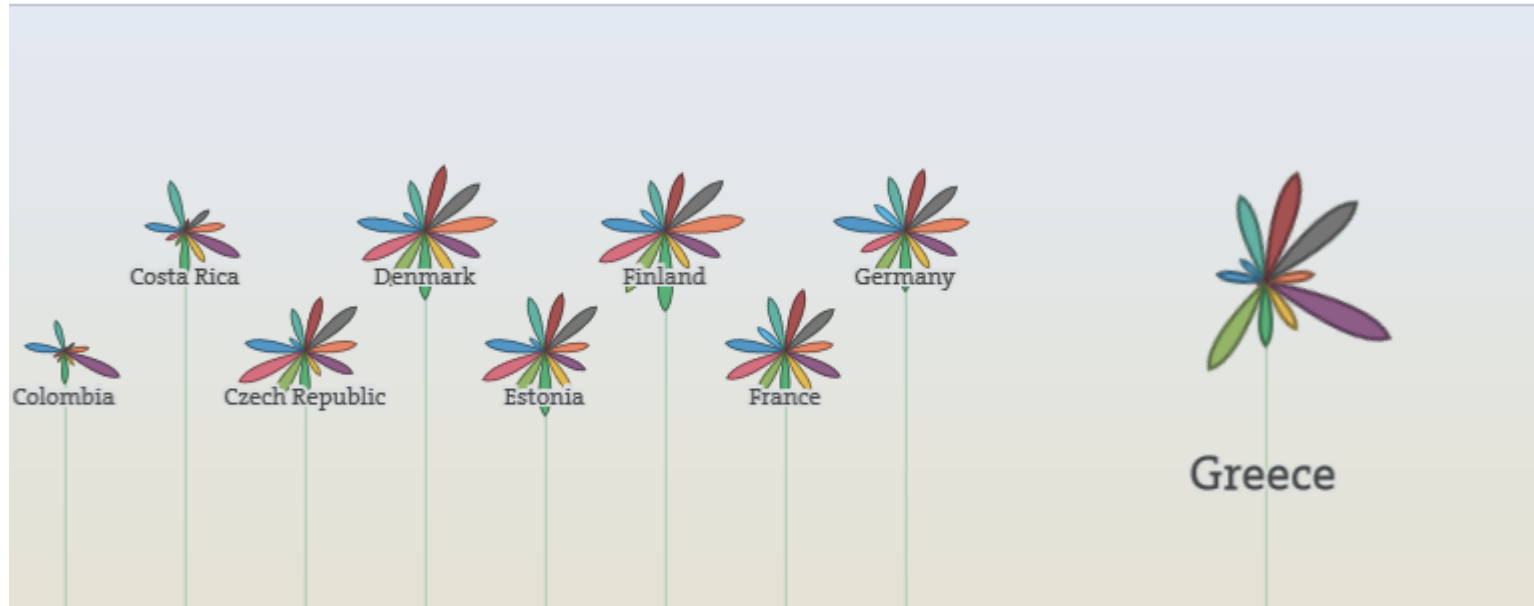 Costa Rica
Denmark
Finland
Germany
Colombia
Czech Republic
Estonia
France
Greece